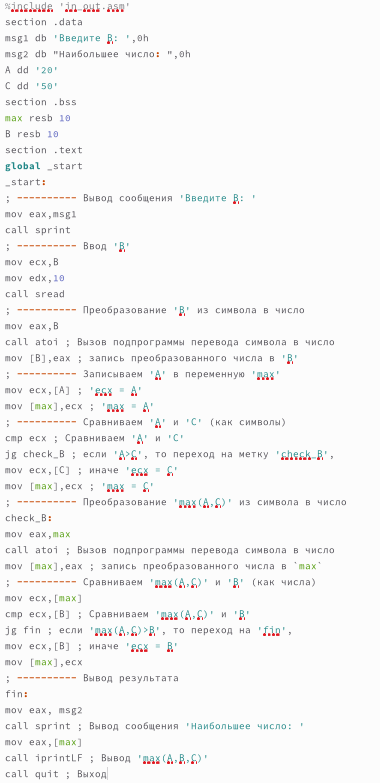 %include 'in_out.asm'
section .data
msg1 db 'Введите B: ',0h
msg2 db "Наибольшее число: ",0h
A dd '20'
C dd '50'
section .bss
max resb 10
B resb 10
section .text
global _start
_start:
; ---------- Вывод сообщения 'Введите B: '
mov eax,msg1
call sprint
; ---------- Ввод 'B'
mov ecx,B
mov edx,10
call sread
; ---------- Преобразование 'B' из символа в число
mov eax,B
call atoi ; Вызов подпрограммы перевода символа в число
mov [B],eax ; запись преобразованного числа в 'B'
; ---------- Записываем 'A' в переменную 'max'
mov ecx,[A] ; 'ecx = A'
mov [max],ecx ; 'max = A'
; ---------- Сравниваем 'A' и 'С' (как символы)
cmp ecx ; Сравниваем 'A' и 'С'
jg check_B ; если 'A>C', то переход на метку 'check_B',
mov ecx,[C] ; иначе 'ecx = C'
mov [max],ecx ; 'max = C'
; ---------- Преобразование 'max(A,C)' из символа в число
check_B:
mov eax,max
call atoi ; Вызов подпрограммы перевода символа в число
mov [max],eax ; запись преобразованного числа в `max`
; ---------- Сравниваем 'max(A,C)' и 'B' (как числа)
mov ecx,[max]
cmp ecx,[B] ; Сравниваем 'max(A,C)' и 'B'
jg fin ; если 'max(A,C)>B', то переход на 'fin',
mov ecx,[B] ; иначе 'ecx = B'
mov [max],ecx
; ---------- Вывод результата
fin:
mov eax, msg2
call sprint ; Вывод сообщения 'Наибольшее число: '
mov eax,[max]
call iprintLF ; Вывод 'max(A,B,C)'
call quit ; Выход